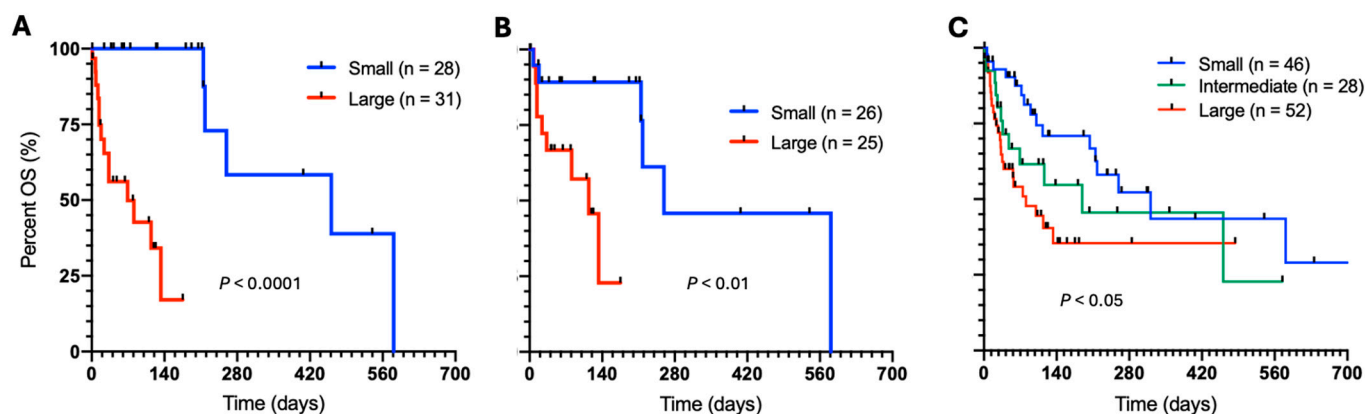 A
Percent OS (%)
100
75
50
25
0
Small (n = 28)
Large (n = 31)
P < 0.0001
0 140 280 420 560 700
Time (days)
B
Small (n = 26)
Large (n = 25)
P < 0.01
0 140 280 420 560 700
Time (days)
C
Small (n = 46)
Intermediate (n = 28)
Large (n = 52)
P < 0.05
0 140 280 420 560 700
Time (days)